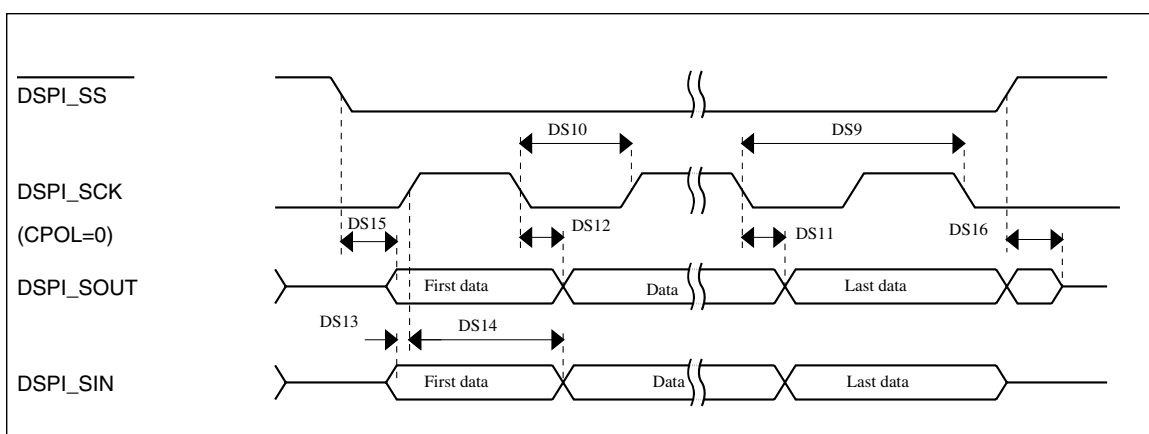 DSPI_SS
DS10
DS9
DSPI_SCK
(CPOL=0)
DS15
DS12
DS11
DS16
DSPI_SOUT
First data
Data
Last data
DS13
DS14
DSPI_SIN
First data
Data
Last data